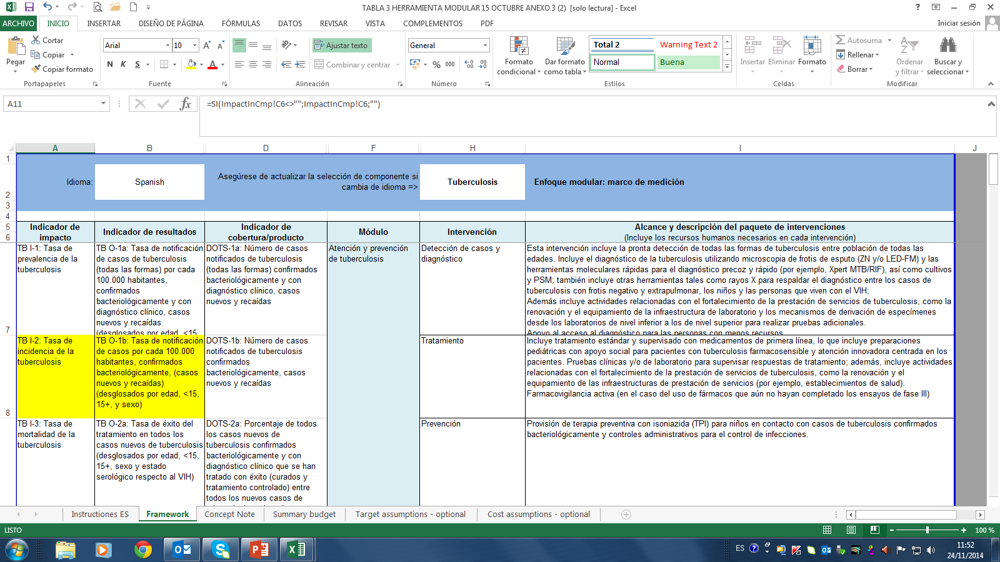 TABLA 3 HERRAMIENTA MODULAR 15 OCTUBRE ANEXO 3 (2) [solo lectura] - Excel
ARCHIVO INICIO INSERTAR DISEÑO DE PÁGINA FÓRMULAS DATOS REVISAR VISTA COMPLEMENTOS PDF Iniciar sesión
Pegar
Cortar
Copiar
Copiar formato
Portapapeles
Arial 10
N K S
A
Fuente
Ajustar texto
Combinar y centrar
Alineación
General
% 000
Número
Formato condicional
Dar formato como tabla
Total 2 Warning Text 2
Normal Buena
Estilos
Insertar Eliminar Formato
Celdas
Autosuma
Rellenar
Borrar
Ordenar y filtrar
Buscar y seleccionar
Modificar
A11
fx
=SI(ImpactInCmp!C6<>"";ImpactInCmp!C6;"")
A B D F H I J
1
2
3
4
5
6
7
8
Idioma:
Spanish
Asegúrese de actualizar la selección de componente si
cambia de idioma =>
Tuberculosis
Enfoque modular: marco de medición
Indicador de
impacto
Indicador de resultados
Indicador de
cobertura/producto
Módulo
Intervención
Alcance y descripción del paquete de intervenciones
(Incluye los recursos humanos necesarios en cada intervención)
TB I-1: Tasa de
prevalencia de la
tuberculosis
TB O-1a: Tasa de notificación
de casos de tuberculosis
(todas las formas) por cada
100.000 habitantes,
confirmados
bacteriológicamente y con
diagnóstico clínico, casos
nuevos y recaídas
(desglosados por edad, <15,
DOTS-1a: Número de casos
notificados de tuberculosis
(todas las formas) confirmados
bacteriológicamente y con
diagnóstico clínico, casos
nuevos y recaídas
Atención y prevención
de tuberculosis
Detección de casos y
diagnóstico
Esta intervención incluye la pronta detección de todas las formas de tuberculosis entre población de todas las
edades. Incluye el diagnóstico de la tuberculosis utilizando microscopia de frotis de esputo (ZN y/o LED-FM) y las
herramientas moleculares rápidas para el diagnóstico precoz y rápido (por ejemplo, Xpert MTB/RIF), así como cultivos
y PSM; también incluye otras herramientas tales como rayos X para respaldar el diagnóstico entre los casos de
tuberculosis con frotis negativo y extrapulmonar, los niños y las personas que viven con el VIH;
Además incluye actividades relacionadas con el fortalecimiento de la prestación de servicios de tuberculosis, como la
renovación y el equipamiento de la infraestructura de laboratorio y los mecanismos de derivación de especímenes
desde los laboratorios de nivel inferior a los de nivel superior para realizar pruebas adicionales.
Apoyo al acceso al diagnóstico para las personas con menos recursos
TB I-2: Tasa de
incidencia de la
tuberculosis
TB O-1b: Tasa de notificación
de casos por cada 100.000
habitantes, confirmados
bacteriológicamente, (casos
nuevos y recaídas)
(desglosados por edad, <15,
15+, y sexo)
DOTS-1b: Número de casos
notificados de tuberculosis
confirmados
bacteriológicamente, casos
nuevos y recaídas
Tratamiento
Incluye tratamiento estándar y supervisado con medicamentos de primera línea, lo que incluye preparaciones
pediátricas con apoyo social para pacientes con tuberculosis farmacosensible y atención innovadora centrada en los
pacientes. Pruebas clínicas y/o de laboratorio para supervisar respuestas de tratamiento; además, incluye actividades
relacionadas con el fortalecimiento de la prestación de servicios de tuberculosis, como la renovación y el
equipamiento de las infraestructuras de prestación de servicios (por ejemplo, establecimientos de salud).
Farmacovigilancia activa (en el caso del uso de fármacos que aún no hayan completado los ensayos de fase III)
TB I-3: Tasa de
mortalidad de la
tuberculosis
TB O-2a: Tasa de éxito del
tratamiento en todos los
casos nuevos de tuberculosis
(desglosados por edad, <15,
15+, sexo y estado
serológico respecto al VIH)
DOTS-2a: Porcentaje de todos
los casos nuevos de
tuberculosis confirmados
bacteriológicamente y con
diagnóstico clínico que se han
tratado con éxito (curados y
tratamiento controlado) entre
todos los nuevos casos de
Prevención
Provisión de terapia preventiva con isoniazida (TPI) para niños en contacto con casos de tuberculosis confirmados
bacteriológicamente y controles administrativos para el control de infecciones.
Instructiones ES Framework Concept Note Summary budget Target assumptions - optional Cost assumptions - optional
LISTO
100 %
ES
11:52
24/11/2014